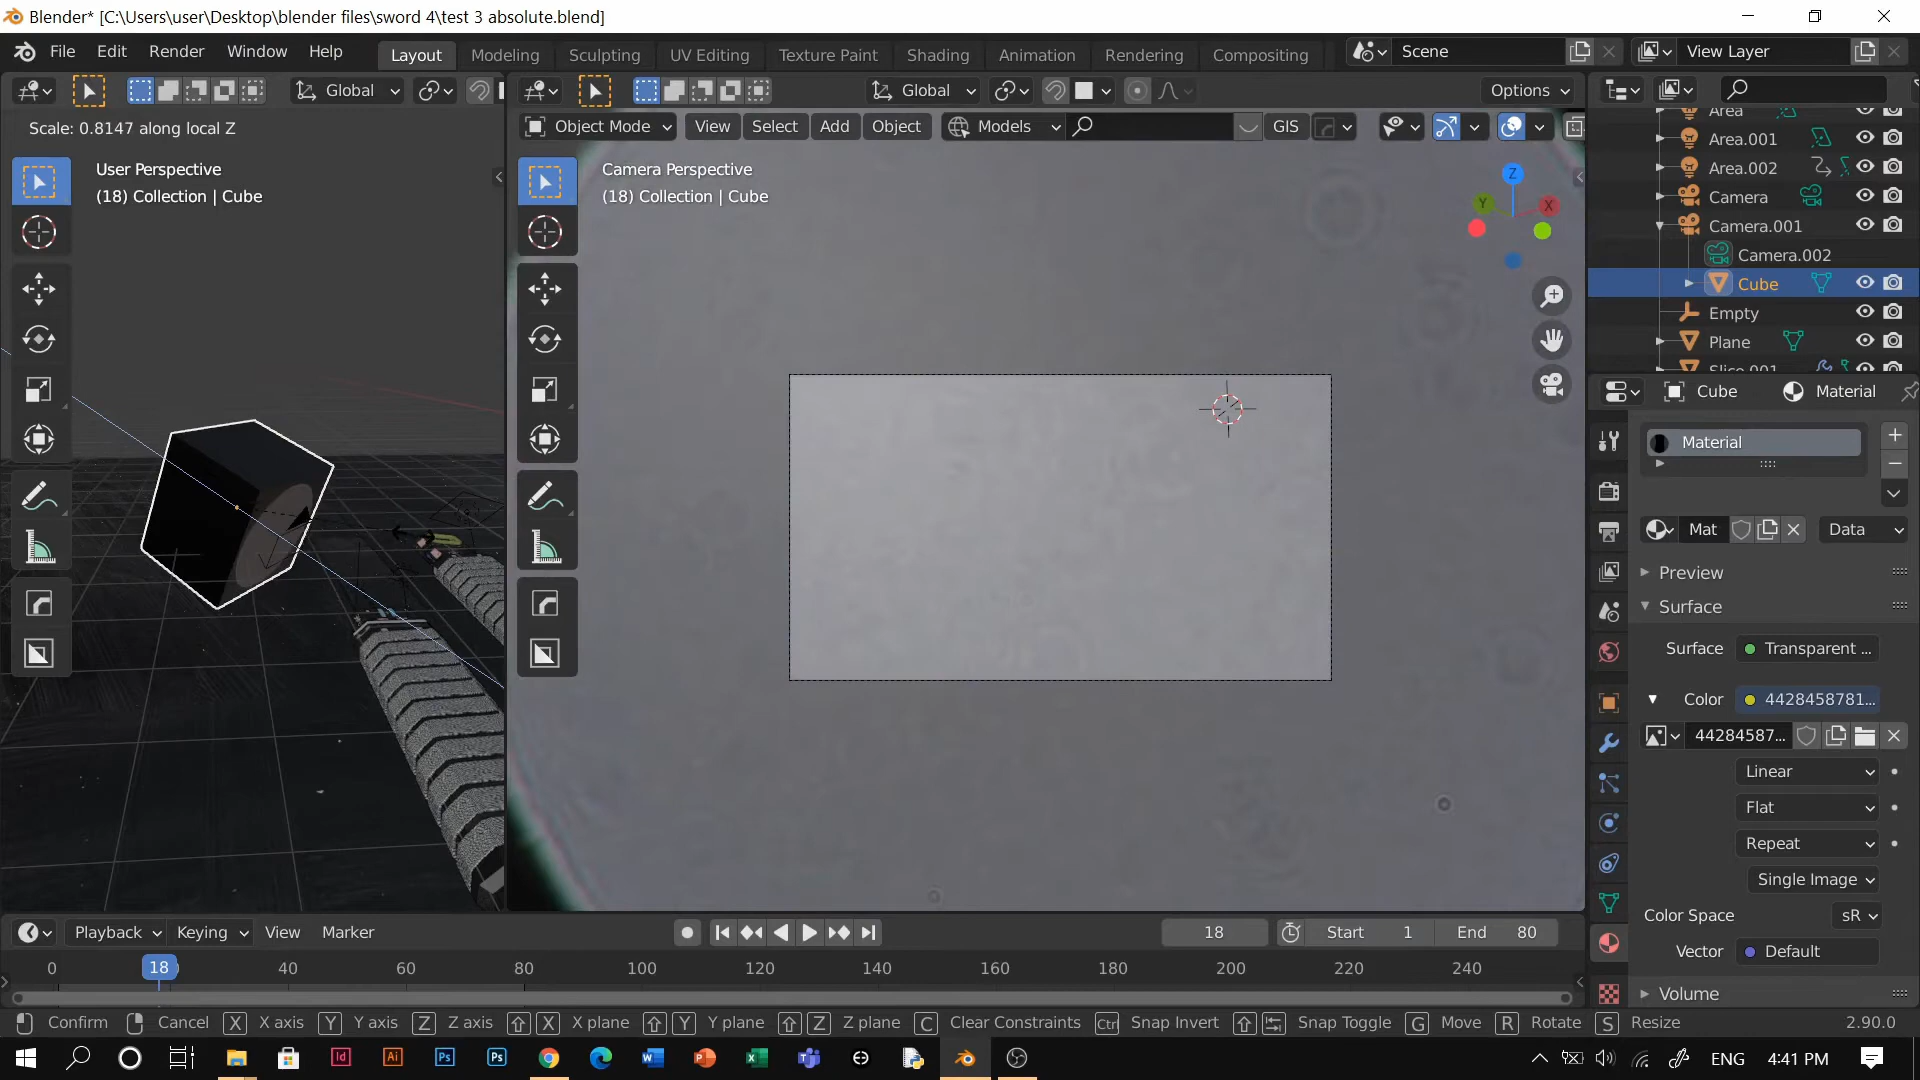 Blender* [C:\Users\user\Desktop\blender files\sword 4\test 3 absolute.blend]
File Edit Render Window Help
Layout Modeling Sculpting UV Editing Texture Paint Shading Animation Rendering Compositing
Scene
View Layer
Global
Global
Options
Scale: 0.8147 along local Z
Object Mode View Select Add Object Models GIS
User Perspective
(18) Collection | Cube
Camera Perspective
(18) Collection | Cube
Z
Y
X
Area
Area.001
Area.002
Camera
Camera.001
Camera.002
Cube
Empty
Plane
Slice.001
Cube Material
Material
Mat
Data
Preview
Surface
Surface Transparent ...
Color 4428458781...
44284587...
Linear
Flat
Repeat
Single Image
Color Space sR
Vector Default
Volume
Playback Keying View Marker
18
Start 1
End 80
0 18 40 60 80 100 120 140 160 180 200 220 240
Confirm Cancel X X axis Y Y axis Z Z axis X X plane Y Y plane Z Z plane C Clear Constraints Ctrl Snap Invert Snap Toggle G Move R Rotate S Resize 2.90.0
Id Ai Ps Ps
ENG 4:41 PM